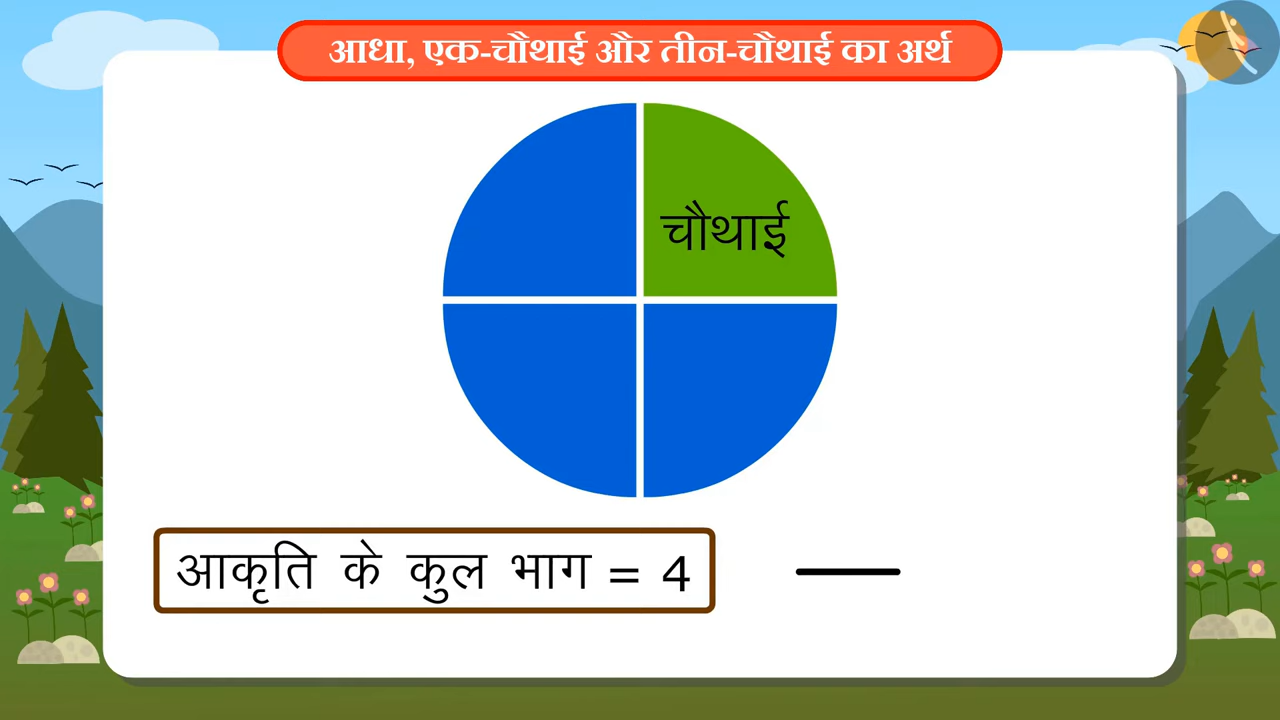 आधा, एक-चौथाई और तीन-चौथाई का अर्थ
चौथाई
आकृति के कुल भाग = 4